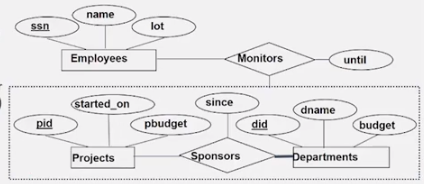 name
ssn
lot
Employees
Monitors
until
started_on
since
dname
pid
pbudget
did
budget
Projects
Sponsors
Departments